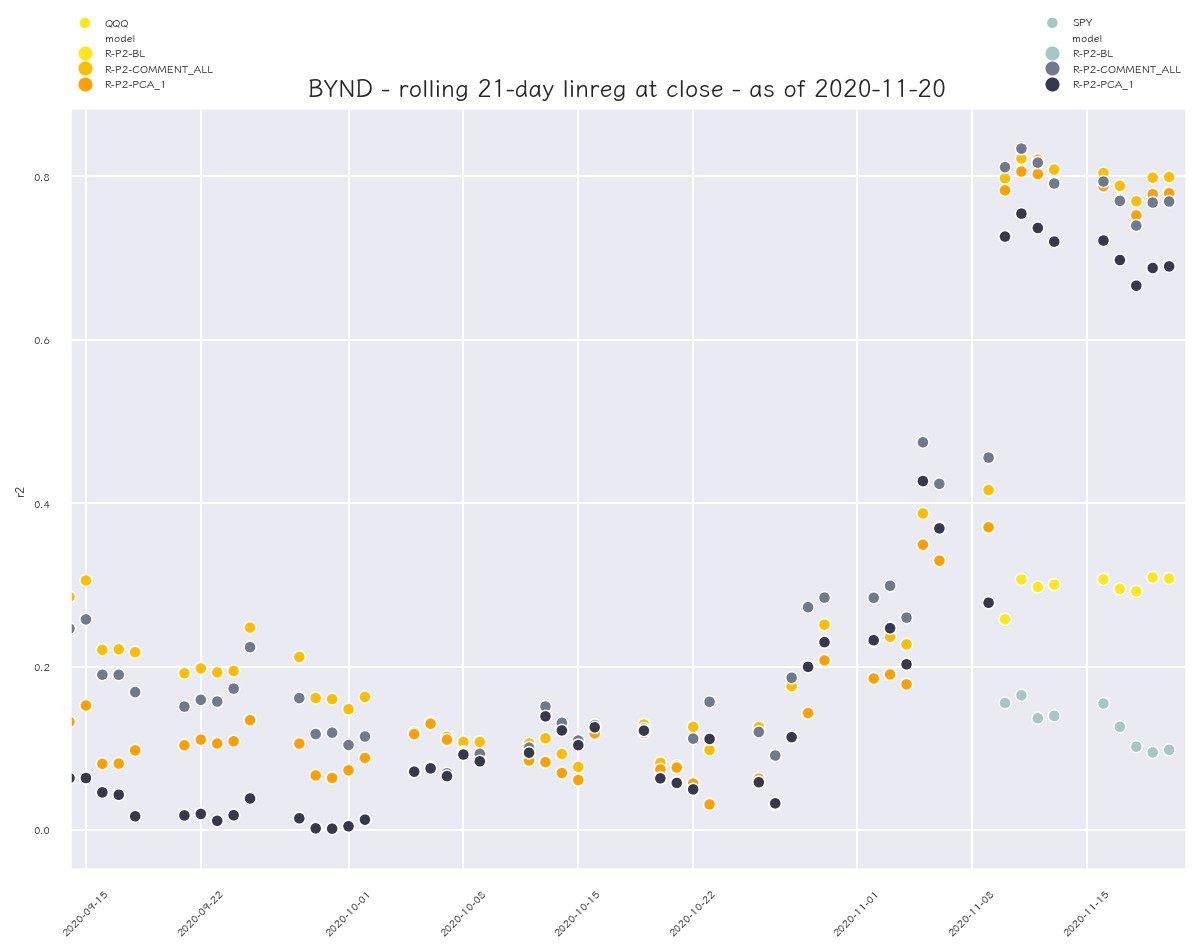 QQQ
model
R-P2-BL
R-P2-COMMENT_ALL
R-P2-PCA_1
SPY
model
R-P2-BL
R-P2-COMMENT_ALL
R-P2-PCA_1
BYND - rolling 21-day linreg at close - as of 2020-11-20
0.8
0.6
0.4
0.2
0.0
r2
2020-09-15
2020-09-22
2020-10-01
2020-10-08
2020-10-15
2020-10-22
2020-11-01
2020-11-08
2020-11-15